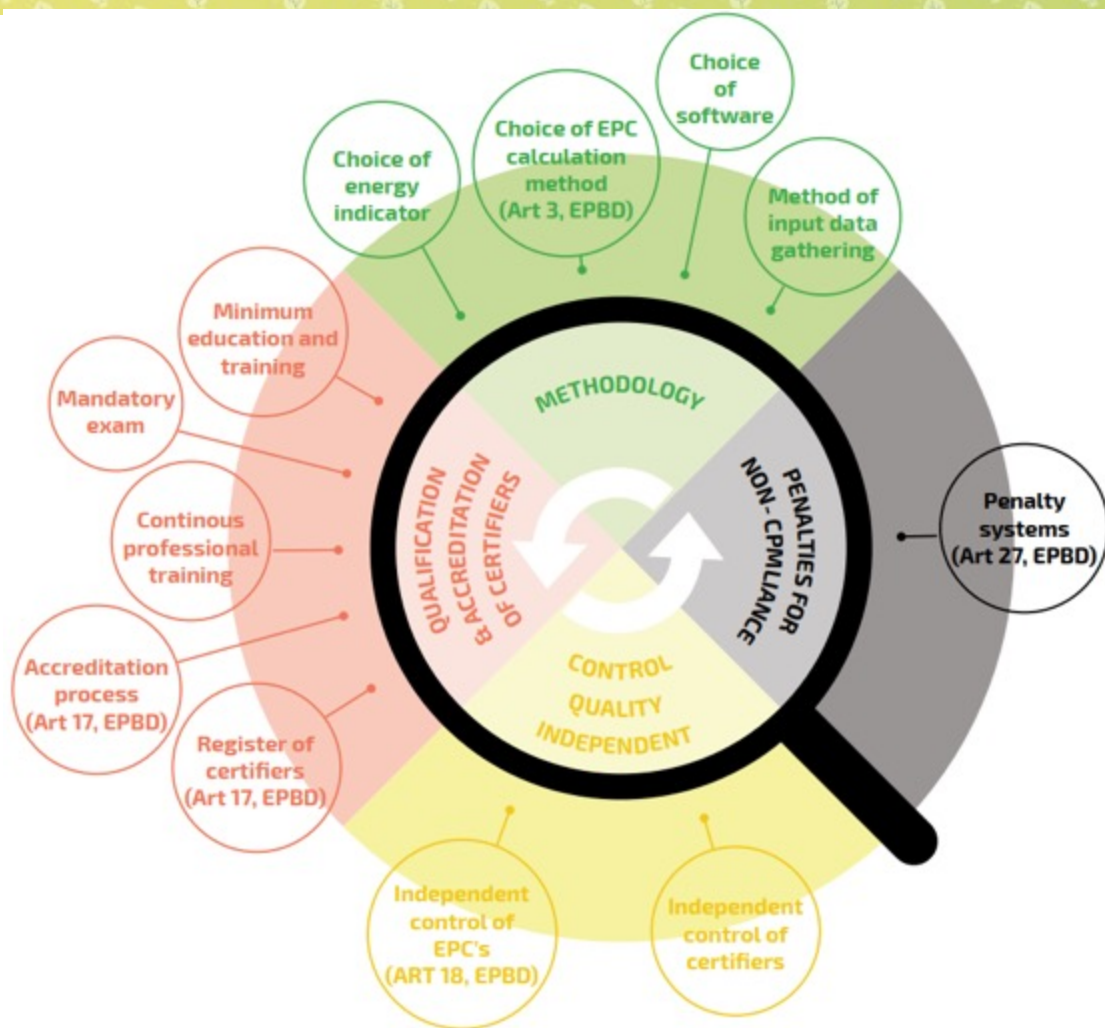 Choice
of
software
Choice of EPC
calculation
method
(Art 3, EPBD)
Choice of
energy
indicator
Method of
input data
gathering
Minimum
education and
training
Mandatory
exam
Continous
professional
training
Accreditation
process
(Art 17, EPBD)
Register of
certifiers
(Art 17, EPBD)
METHODOLOGY
QUALIFICATION
& ACCREDITATION
OF CERTIFIERS
PENALTIES FOR
NON - CPMLIANCE
CONTROL
QUALITY
INDEPENDENT
Penalty
systems
(Art 27, EPBD)
Independent
control of
EPC's
(ART 18, EPBD)
Independent
control of
certifiers